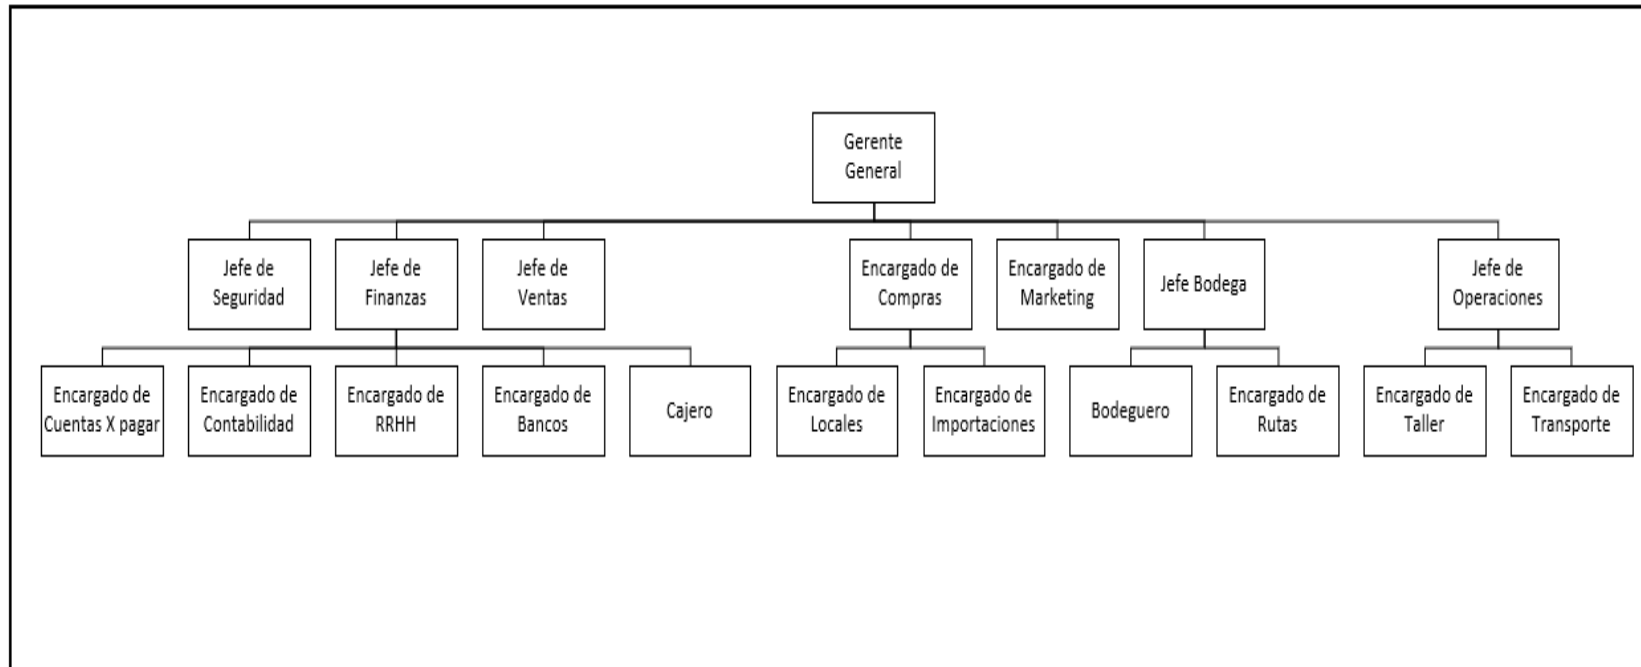 Gerente
General
Jefe de
Seguridad
Jefe de
Finanzas
Jefe de
Ventas
Encargado de
Compras
Encargado de
Marketing
Jefe Bodega
Jefe de
Operaciones
Encargado de
Cuentas X pagar
Encargado de
Contabilidad
Encargado de
RRHH
Encargado de
Bancos
Cajero
Encargado de
Locales
Encargado de
Importaciones
Bodeguero
Encargado de
Rutas
Encargado de
Taller
Encargado de
Transporte